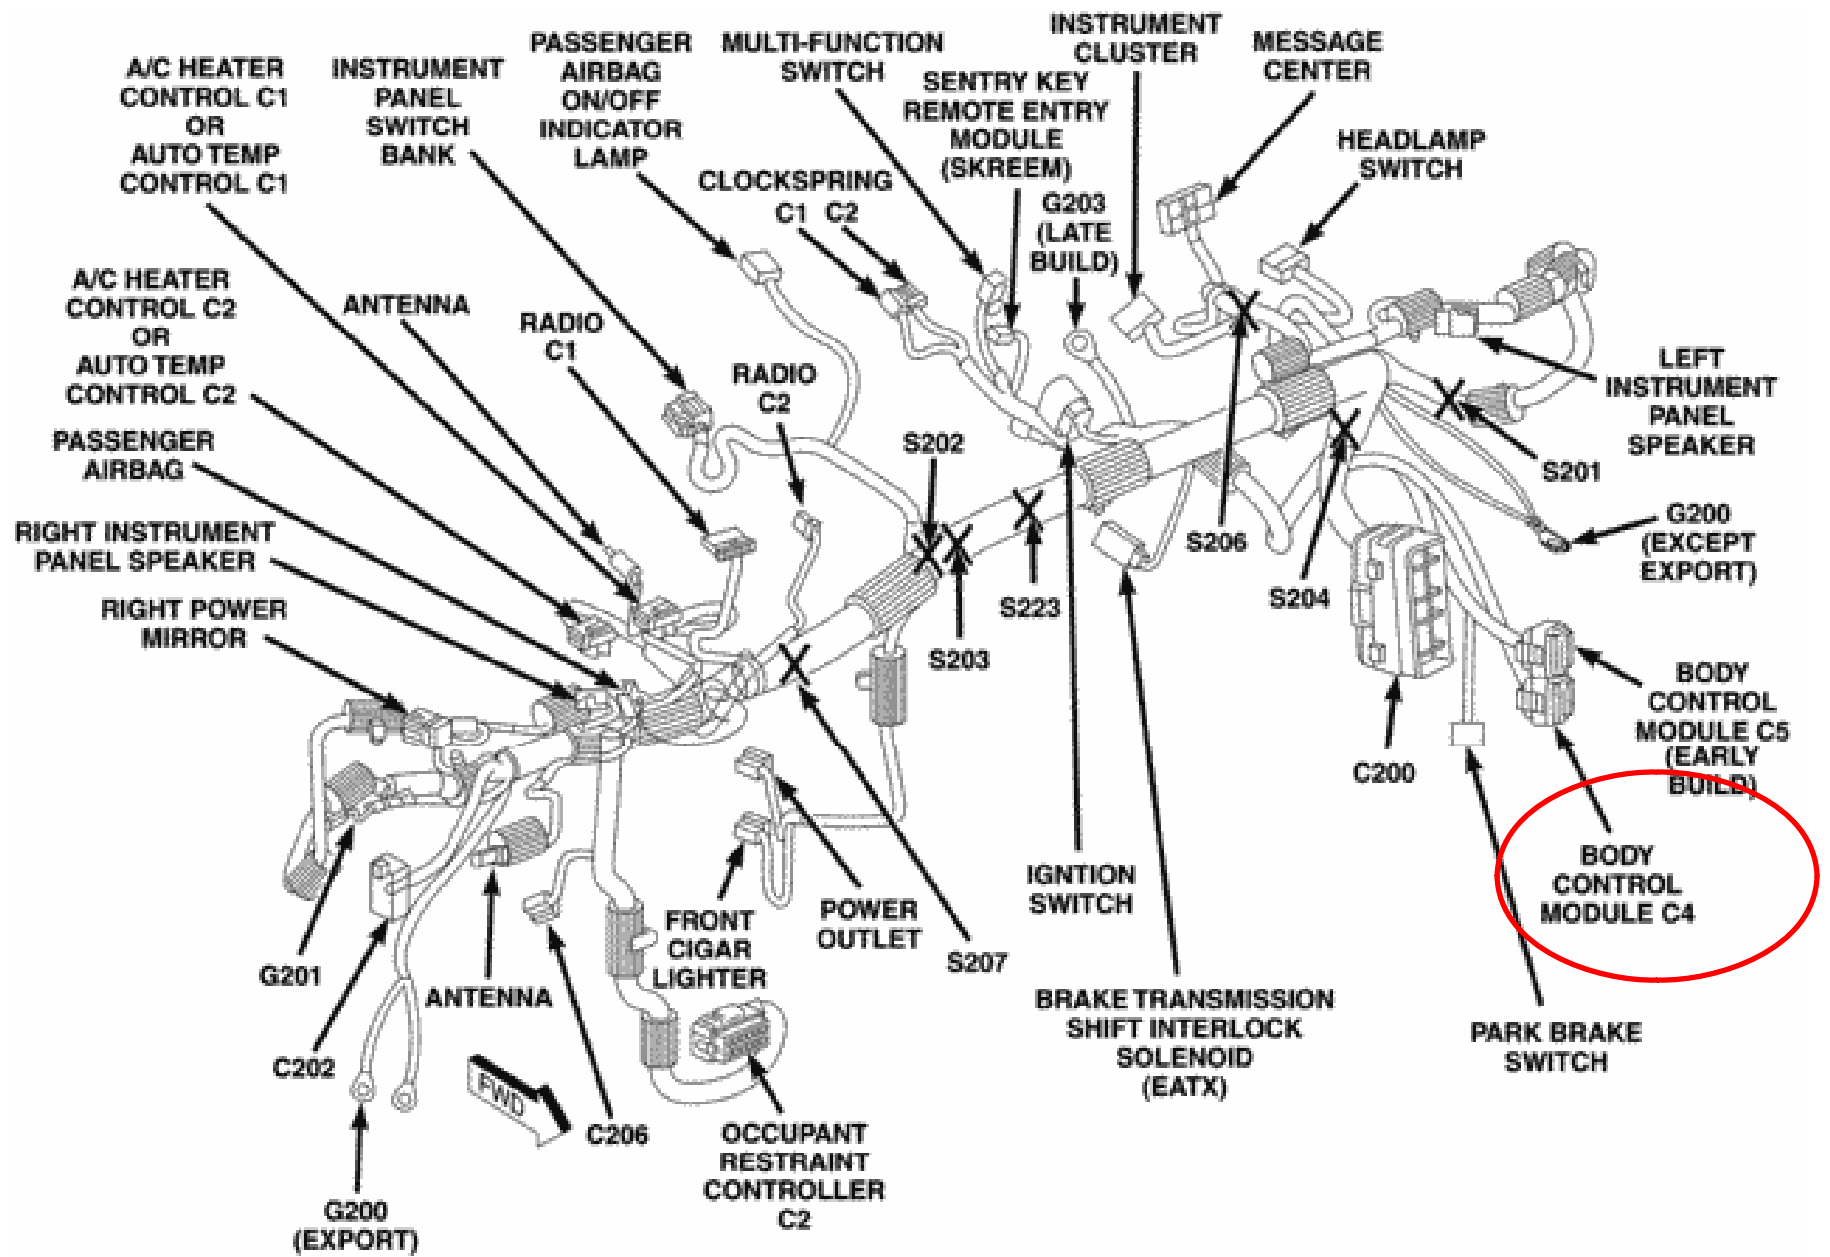 A/C HEATER
CONTROL C1
OR
AUTO TEMP
CONTROL C1
INSTRUMENT
PANEL
SWITCH
BANK
PASSENGER
AIRBAG
ON/OFF
INDICATOR
LAMP
MULTI-FUNCTION
SWITCH
CLOCKSPRING
C1 C2
SENTRY KEY
REMOTE ENTRY
MODULE
(SKREEM)
INSTRUMENT
CLUSTER
G203
(LATE
BUILD)
MESSAGE
CENTER
HEADLAMP
SWITCH
A/C HEATER
CONTROL C2
OR
AUTO TEMP
CONTROL C2
ANTENNA
RADIO
C1
RADIO
C2
PASSENGER
AIRBAG
RIGHT INSTRUMENT
PANEL SPEAKER
RIGHT POWER
MIRROR
S202
S203
S223
S206
S204
LEFT
INSTRUMENT
PANEL
SPEAKER
S201
G200
(EXCEPT
EXPORT)
BODY
CONTROL
MODULE C5
(EARLY
BUILD)
C200
BODY
CONTROL
MODULE C4
PARK BRAKE
SWITCH
IGNTION
SWITCH
BRAKE TRANSMISSION
SHIFT INTERLOCK
SOLENOID
(EATX)
S207
POWER
OUTLET
FRONT
CIGAR
LIGHTER
G201
C202
ANTENNA
C206
FWD
OCCUPANT
RESTRAINT
CONTROLLER
C2
G200
(EXPORT)